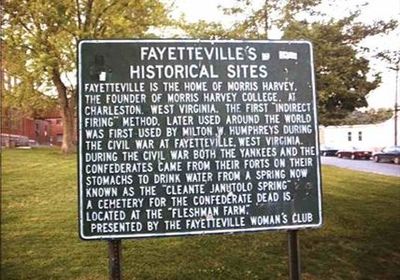 FAYETTEVILLE'S
HISTORICAL SITES
FAYETTEVILLE IS THE HOME OF MORRIS HARVEY,
THE FOUNDER OF MORRIS HARVEY COLLEGE, AT
CHARLESTON, WEST VIRGINIA. THE FIRST "INDIRECT
FIRING" METHOD, LATER USED AROUND THE WORLD
WAS FIRST USED BY MILTON W. HUMPHREYS DURING
THE CIVIL WAR AT FAYETTEVILLE, WEST VIRGINIA.
DURING THE CIVIL WAR BOTH THE YANKEES AND THE
CONFEDERATES CAME FROM THEIR FORTS ON THEIR
STOMACHS TO DRINK WATER FROM A SPRING NOW
KNOWN AS THE "CLEANTE JANUTOLO SPRING"
A CEMETERY FOR THE CONFEDERATE DEAD IS
LOCATED AT THE "FLESHMAN FARM."
PRESENTED BY THE FAYETTEVILLE WOMAN'S CLUB